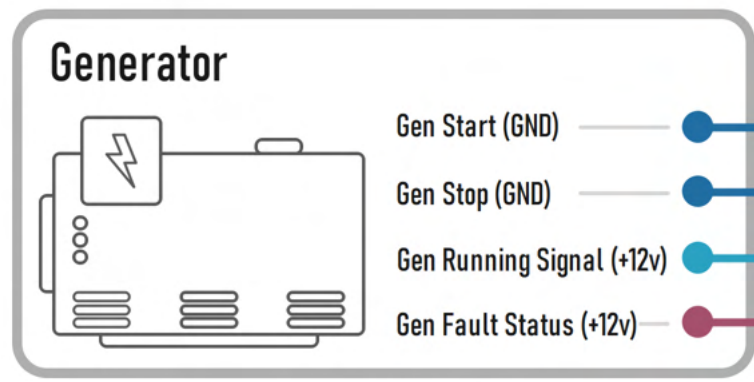 Generator
Gen Start (GND)
Gen Stop (GND)
Gen Running Signal (+12v)
Gen Fault Status (+12v)